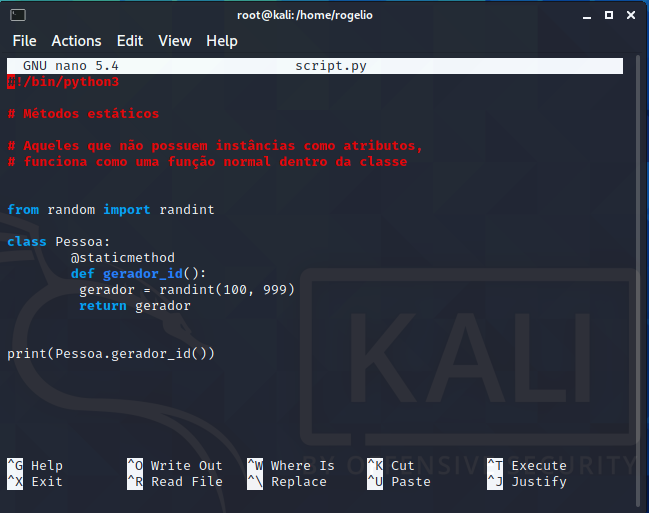 root@kali: /home/rogelio
File Actions Edit View Help
GNU nano 5.4 script.py
#!/bin/python3
# Métodos estáticos
# Aqueles que não possuem instâncias como atributos,
# funciona como uma função normal dentro da classe
from random import randint
class Pessoa:
@staticmethod
def gerador_id():
gerador = randint(100, 999)
return gerador
print(Pessoa.gerador_id())
KALI
BY OFFENSIVE SECURITY
^G Help ^O Write Out ^W Where Is ^K Cut ^T Execute
^X Exit ^R Read File ^\ Replace ^U Paste ^J Justify